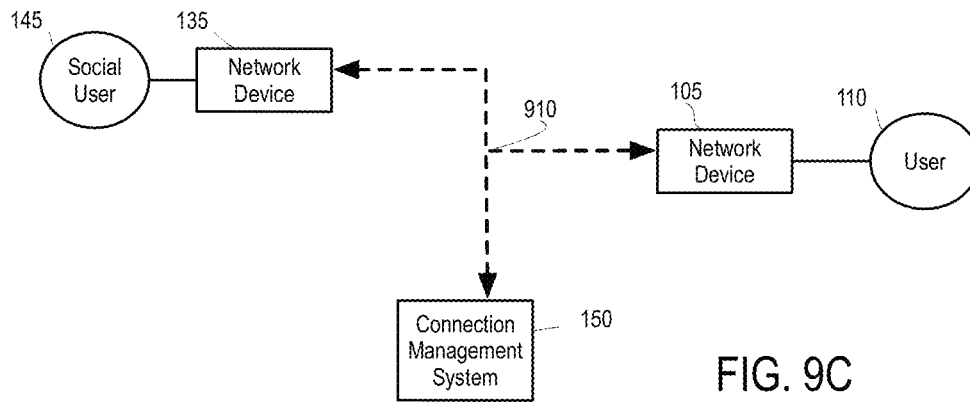 145
135
Social
User
Network
Device
910
105
110
Network
Device
User
Connection
Management
System
150
FIG. 9C